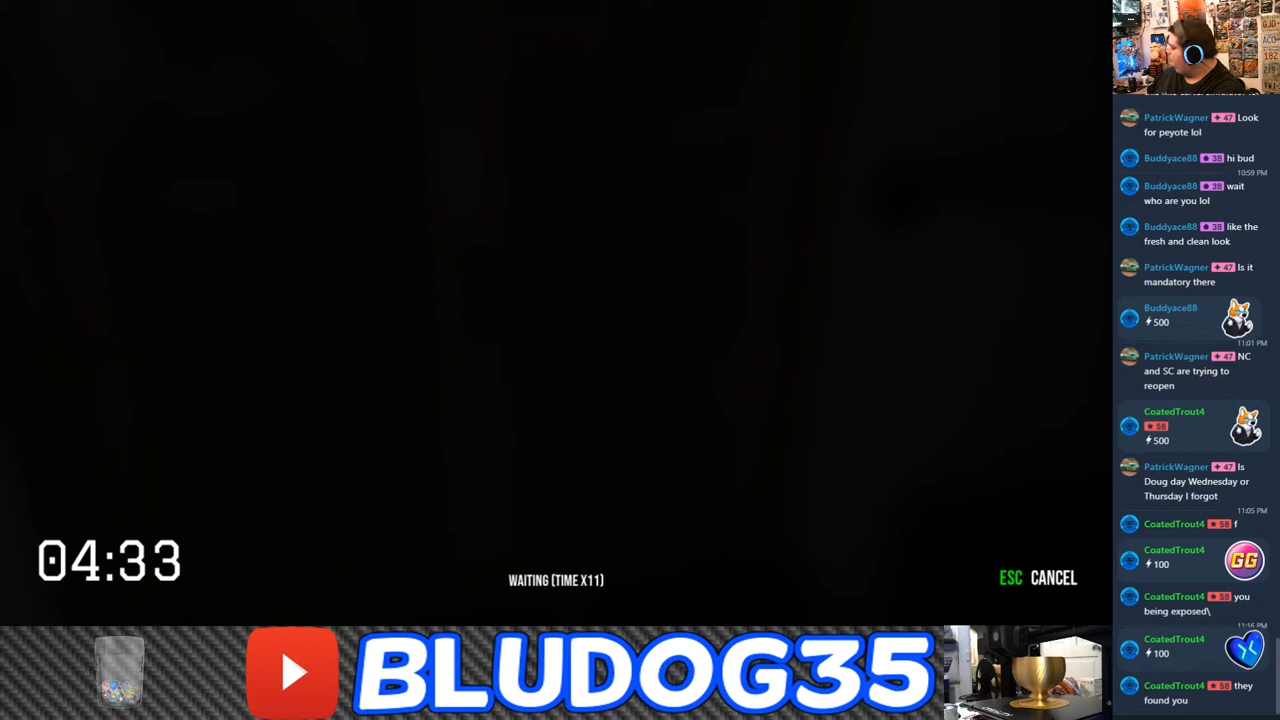 PatrickWagner 47 Look
for peyote lol
Buddyace88 38 hi bud
10:59 PM
Buddyace88 38 wait
who are you lol
Buddyace88 38 like the
fresh and clean look
PatrickWagner 47 Is it
mandatory there
Buddyace88
500
11:01 PM
PatrickWagner 47 NC
and SC are trying to
reopen
CoatedTrout4
58
500
PatrickWagner 47 Is
Doug day Wednesday or
Thursday I forgot
11:05 PM
CoatedTrout4 58 f
CoatedTrout4
100
GG
CoatedTrout4 58 you
being exposed\
11:16 PM
CoatedTrout4
100
CoatedTrout4 58 they
found you
04:33
WAITING (TIME X11)
ESC CANCEL
BLUDOG35